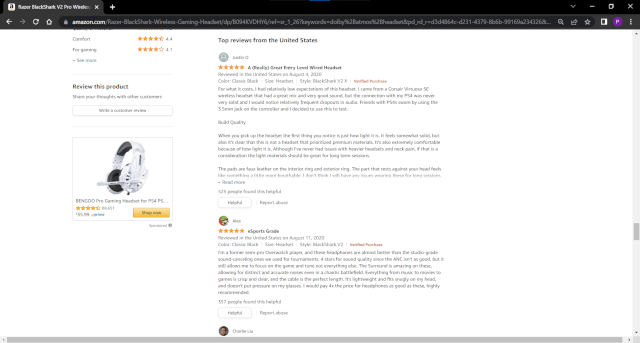 Razer BlackShark V2 Pro Wireless
amazon.com/Razer-BlackShark-Wireless-Gaming-Headset/dp/B094KVDHY6/ref=sr_1_26?keywords=dolby%2Batmos%2Bheadset&pd_rd_r=d3d4864c-d231-4379-8b6b-99169a234326&...
Comfort 4.4
For gaming 4.1
See more
Review this product
Share your thoughts with other customers
Write a customer review
BENGOO Pro Gaming Headset for PS4 PS...
Shop now
Sponsored
Top reviews from the United States
Justin O
A (Really) Great Entry Level Wired Headset
Reviewed in the United States on August 4, 2020
Color: Classic Black Size: Headset Style: BlackShark V2 X Verified Purchase
For what it costs, I had relatively low expectations of this headset. I came from a Corsair Virtuoso SE
wireless headset that had a great mic and very good sound, but the connection with my PS4 was never
very solid and I would notice relatively frequent dropouts in audio. Friends with PS4s swore by using the
3.5mm jack on the controller and I decided to use this to test.
Build Quality
When you pick up the headset the first thing you notice is just how light it is. It feels somewhat solid, but
also it's clear that this is not a headset that prioritized premium materials. It's also extremely comfortable
because of how light it is. Although I've never had issues with heavier headsets and neck pain, if that is a
consideration the light materials should be great for long term sessions.
The pads are faux leather on the interior ring and exterior ring. The part that rests against your head feels
like something a little more breathable. I don't think I will have any issues wearing these for long sessions
Read more
525 people found this helpful
Helpful Report abuse
Alex
eSports Grade
Reviewed in the United States on August 11, 2020
Color: Classic Black Size: Headset Style: BlackShark V2 Verified Purchase
I'm a former semi-pro Overwatch player, and these headphones are almost better than the studio-grade
sound-canceling ones we used for tournaments. 4 stars for sound quality since the ANC isn't as good, but it
still allows me to focus on the game and tune out everything else. The Surround is amazing on these,
allowing for distinct and accurate noises even in a chaotic battlefield. Everything from music to movies to
games is crisp and clear, and the cable is the perfect length. It's lightweight and fits snugly on my head,
and doesn't put pressure on my glasses. I would pay 4x the price for headphones as good as these, highly
recommended.
357 people found this helpful
Helpful Report abuse
Charlie Liu